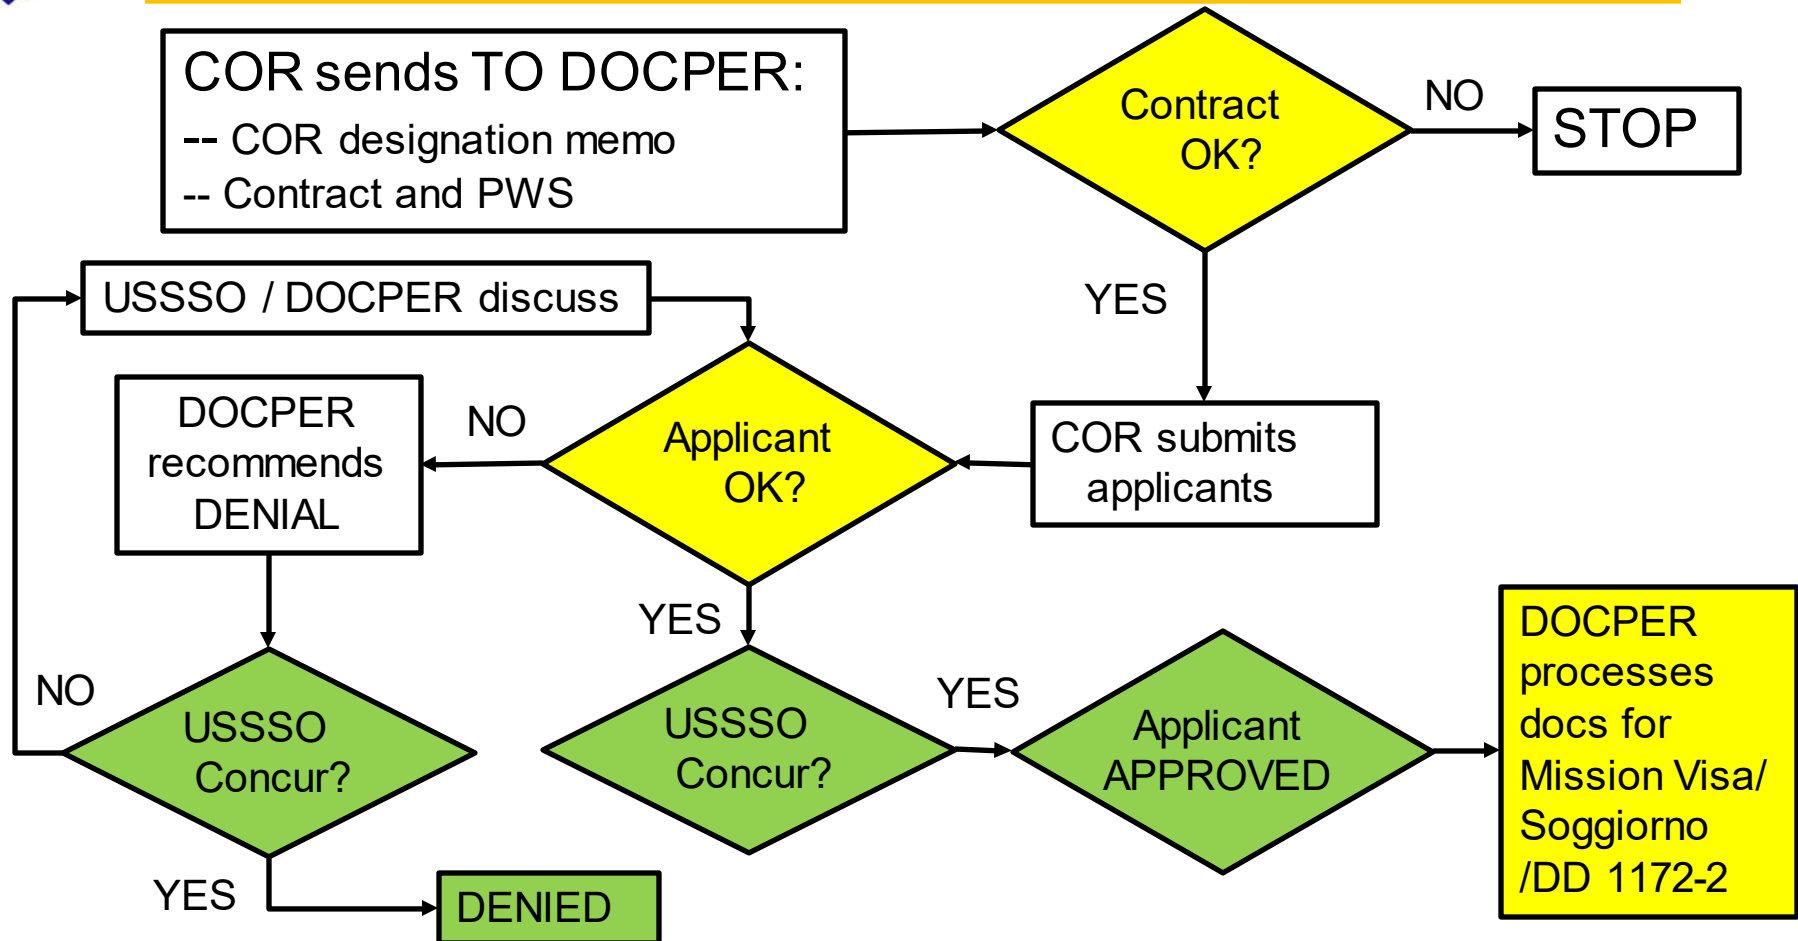 COR sends TO DOCPER:
-- COR designation memo
-- Contract and PWS
Contract
OK?
NO
STOP
YES
USSSO / DOCPER discuss
DOCPER
recommends
DENIAL
NO
Applicant
OK?
COR submits
applicants
YES
NO
USSSO
Concur?
USSSO
Concur?
YES
Applicant
APPROVED
DOCPER
processes
docs for
Mission Visa/
Soggiorno
/DD 1172-2
YES
DENIED